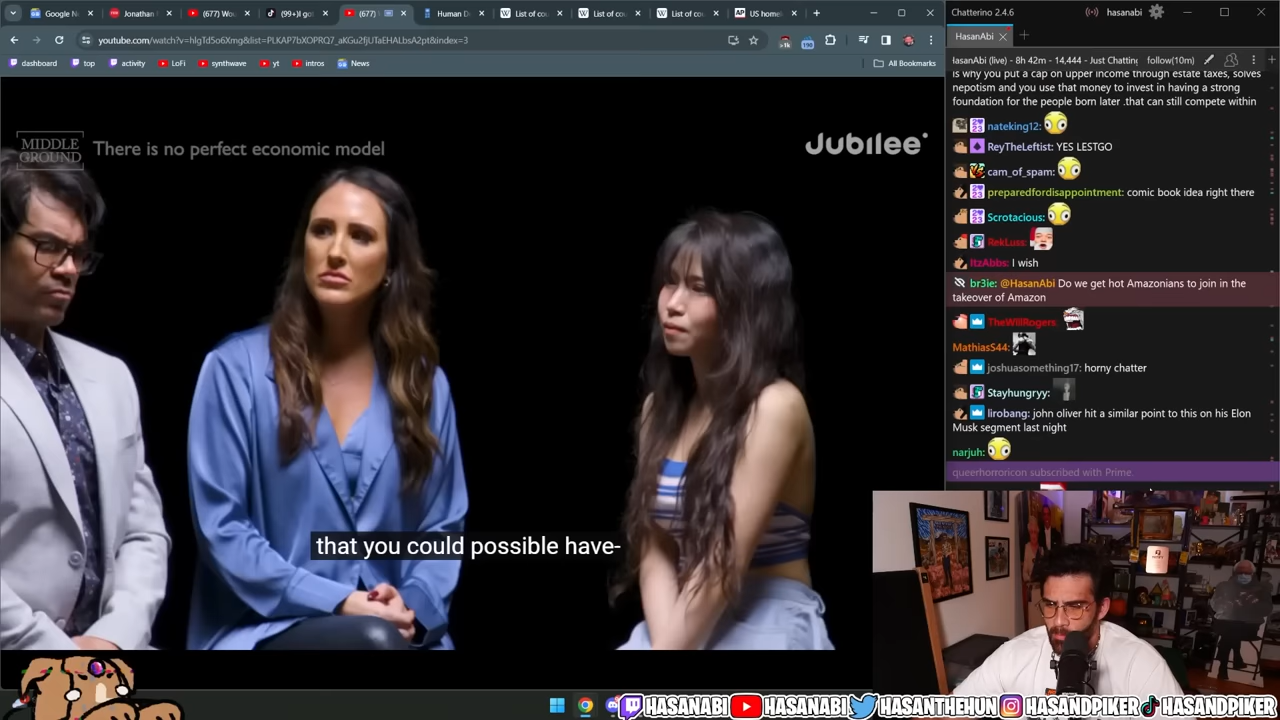 Google Ne
Jonathan
(677) Wou
(99+)I go
(677)
Human D
List of co
List of cou
List of co
US home
youtube.com/watch?v=hlgTd5o6Xmg&list=PLKAP7bXOPRQ7_aKGu2fjUTaEHALbsA2pt&index=3
>1k
190
dashboard
top
activity
LoFi
synthwave
yt
intros
News
All Bookmarks
MIDDLE
GROUND
There is no perfect economic model
Jubilee
that you could possible have-
Chatterino 2.4.6
hasanabi
HasanAbi
HasanAbi (live) - 8h 42m - 14,444 - Just Chatting
follow(10m)
is why you put a cap on upper income through estate taxes, solves
nepotism and you use that money to invest in having a strong
foundation for the people born later .that can still compete within
nateking12:
ReyTheLeftist: YES LESTGO
cam_of_spam:
preparedfordisappointment: comic book idea right there
Scrotacious:
RekLuss:
ItzAbbs: I wish
br3ie: @HasanAbi Do we get hot Amazonians to join in the
takeover of Amazon
TheWillRogers:
MathiasS44:
joshuasomething17: horny chatter
Stayhungryy:
lirobang: john oliver hit a similar point to this on his Elon
Musk segment last night
narjuh:
queerhorroricon subscribed with Prime.
HASANABI
HASANABI
HASANTHEHUN
HASANDPIKER
HASANDPIKER